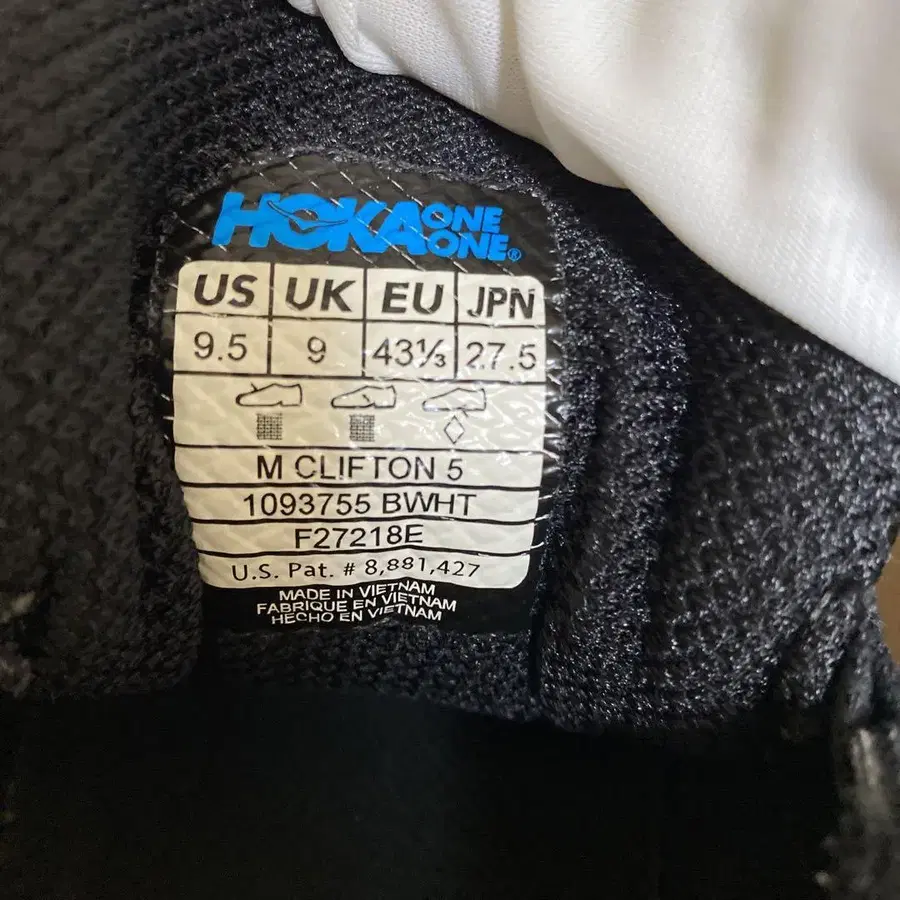 HOKA ONE ONE®
US UK EU JPN
9.5 9 43⅓ 27.5
M CLIFTON 5
1093755 BWHT
F27218E
U.S. Pat. # 8,881,427
MADE IN VIETNAM
FABRIQUE EN VIETNAM
HECHO EN VIETNAM